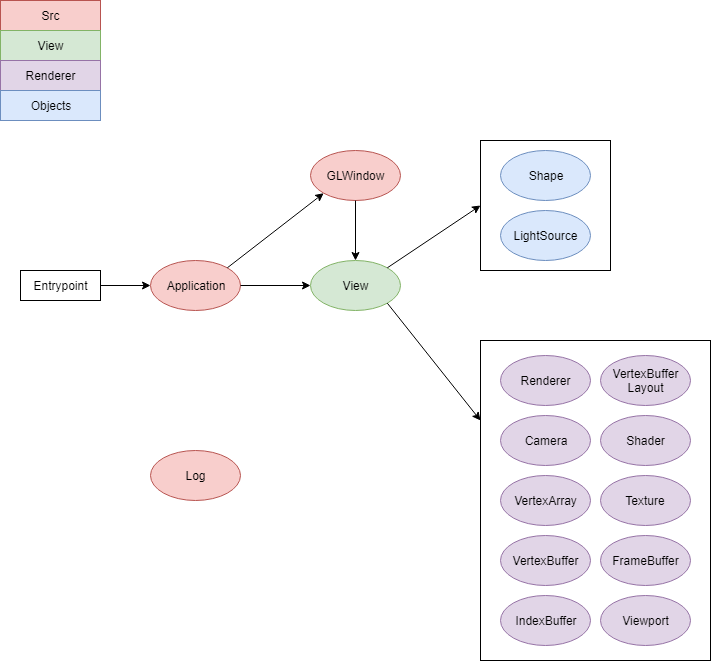 Src
View
Renderer
Objects
GLWindow
Shape
LightSource
Entrypoint
Application
View
Renderer
VertexBuffer
Layout
Camera
Shader
VertexArray
Texture
Log
VertexBuffer
FrameBuffer
IndexBuffer
Viewport